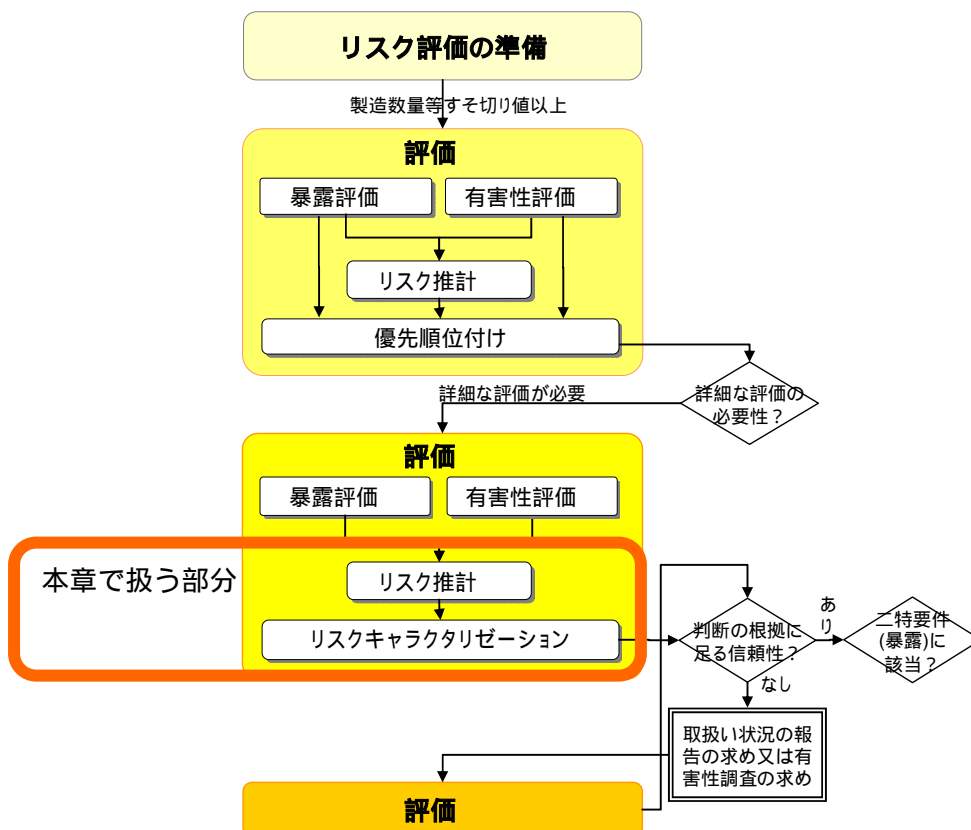 リスク評価の準備
製造数量等すそ切り値以上
評価
暴露評価
有害性評価
リスク推計
優先順位付け
詳細な評価の
必要性？
詳細な評価が必要
評価
暴露評価
有害性評価
本章で扱う部分
リスク推計
リスクキャラクタリゼーション
判断の根拠に
足る信頼性？
あり
二特要件
(暴露)に
該当？
なし
取扱い状況の報
告の求め又は有
害性調査の求め
評価